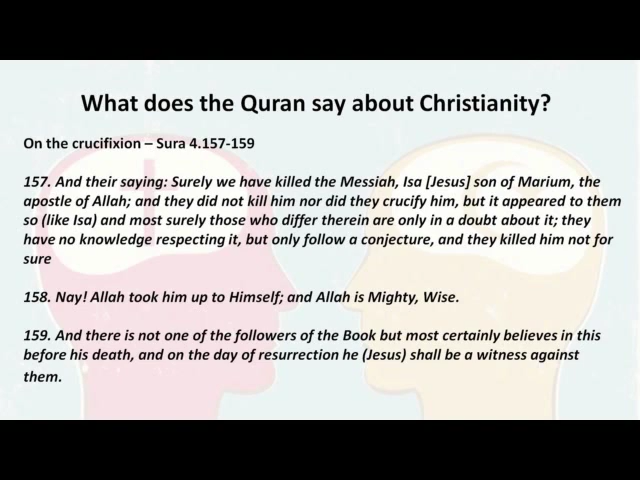 What does the Quran say about Christianity?
On the crucifixion – Sura 4.157-159
157. And their saying: Surely we have killed the Messiah, Isa [Jesus] son of Marium, the
apostle of Allah; and they did not kill him nor did they crucify him, but it appeared to them
so (like Isa) and most surely those who differ therein are only in a doubt about it; they
have no knowledge respecting it, but only follow a conjecture, and they killed him not for
sure
158. Nay! Allah took him up to Himself; and Allah is Mighty, Wise.
159. And there is not one of the followers of the Book but most certainly believes in this
before his death, and on the day of resurrection he (Jesus) shall be a witness against
them.